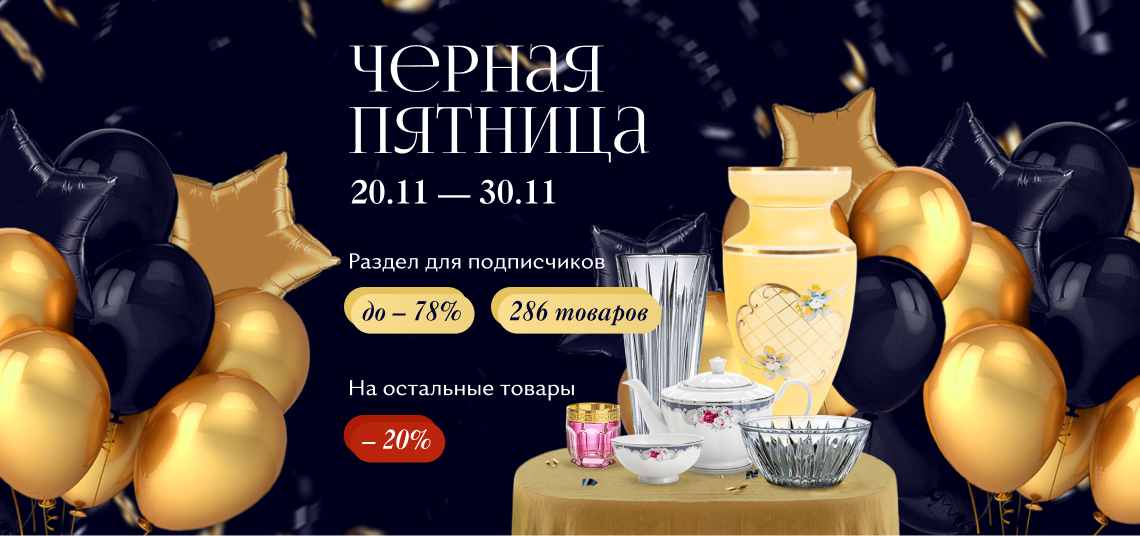 черная
пятница
20.11 — 30.11
Раздел для подписчиков
до – 78%
286 товаров
На остальные товары
– 20%